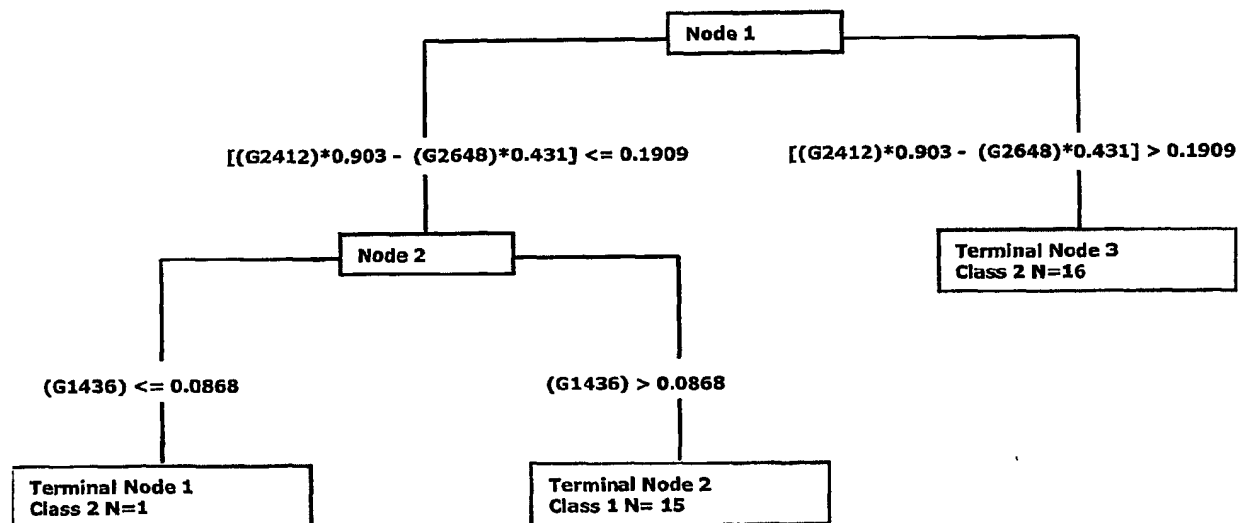 Node 1
[(G2412)*0.903 - (G2648)*0.431] <= 0.1909
[(G2412)*0.903 - (G2648)*0.431] > 0.1909
Node 2
Terminal Node 3
Class 2 N=16
(G1436) <= 0.0868
(G1436) > 0.0868
Terminal Node 1
Class 2 N=1
Terminal Node 2
Class 1 N= 15